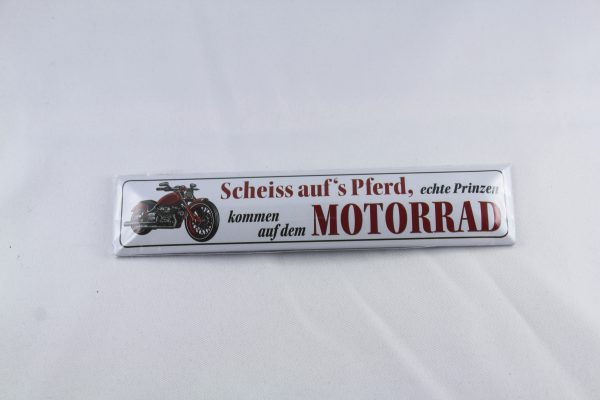 Scheiss auf's Pferd, echte Prinzen
kommen
auf dem MOTORRAD